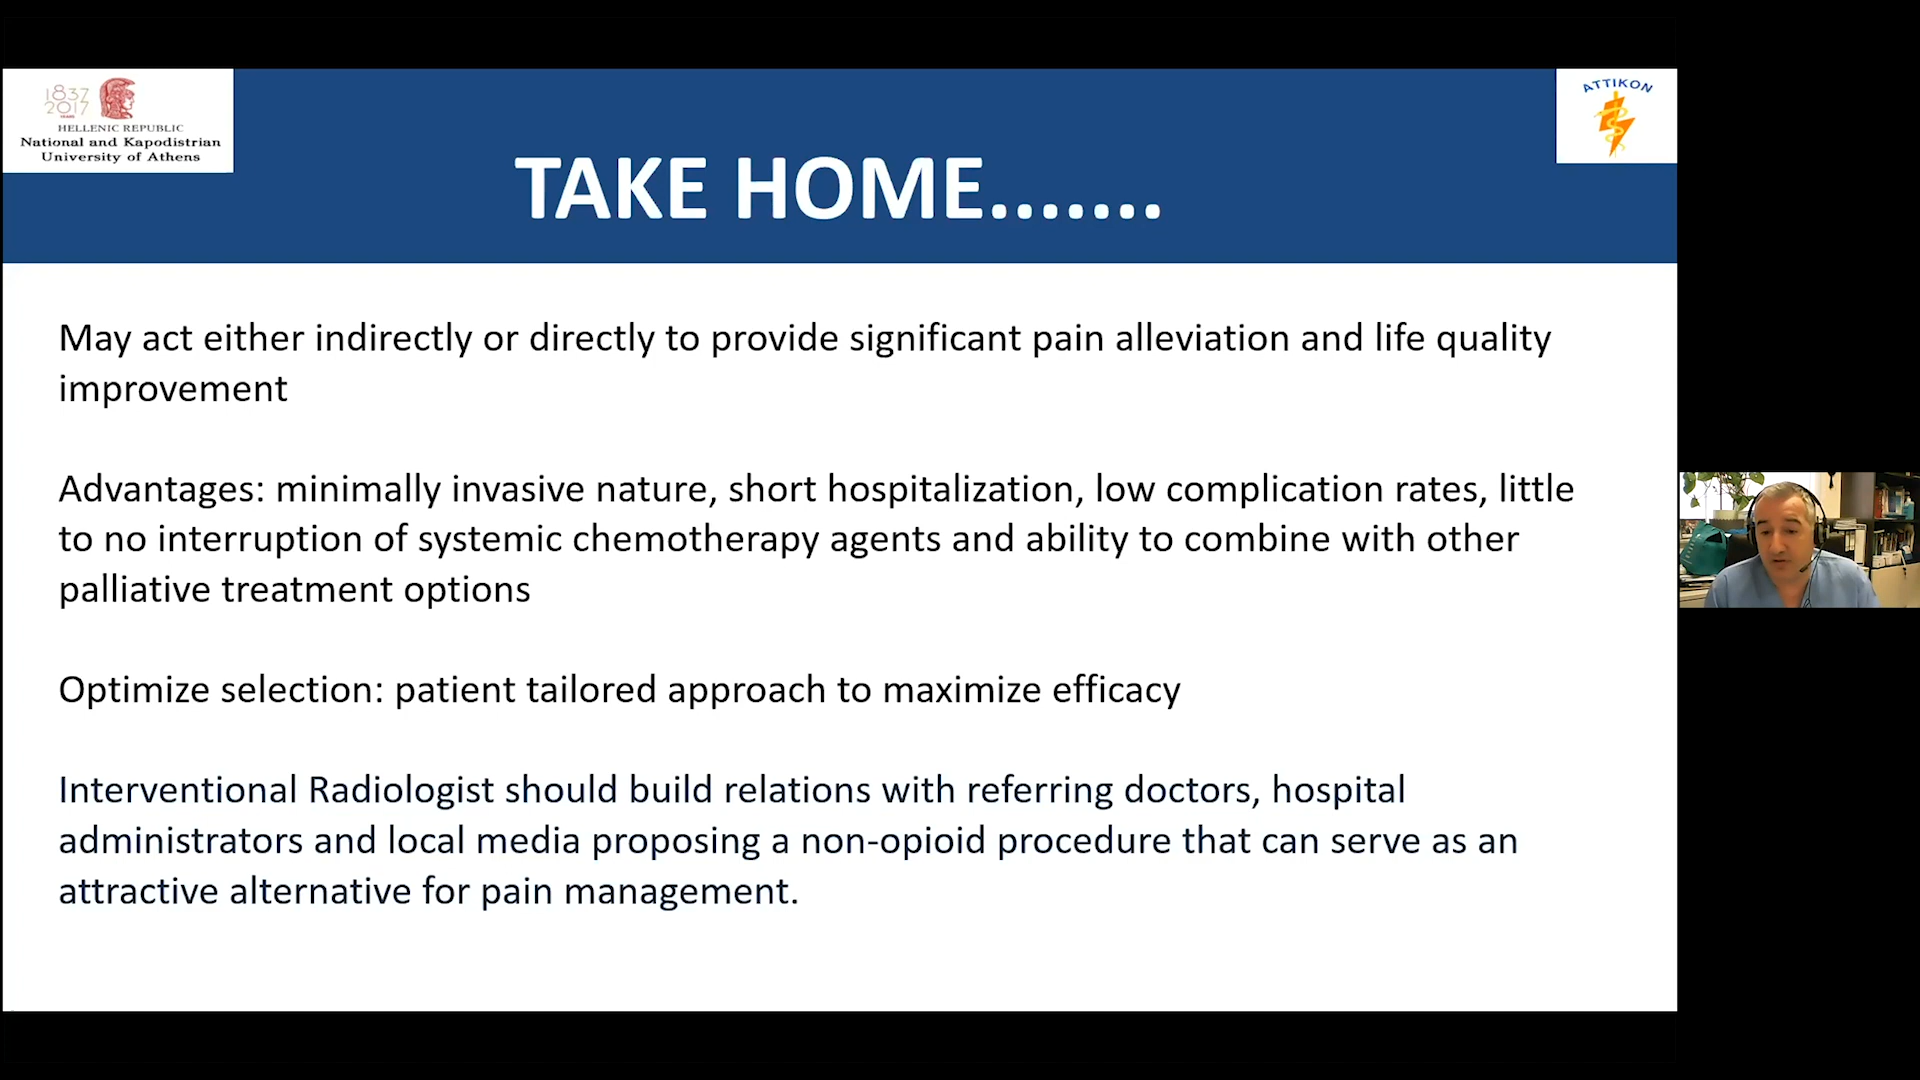 1837
2017
YEARS
HELLENIC REPUBLIC
National and Kapodistrian
University of Athens
ATTIKON
TAKE HOME.......
May act either indirectly or directly to provide significant pain alleviation and life quality
improvement
Advantages: minimally invasive nature, short hospitalization, low complication rates, little
to no interruption of systemic chemotherapy agents and ability to combine with other
palliative treatment options
Optimize selection: patient tailored approach to maximize efficacy
Interventional Radiologist should build relations with referring doctors, hospital
administrators and local media proposing a non-opioid procedure that can serve as an
attractive alternative for pain management.